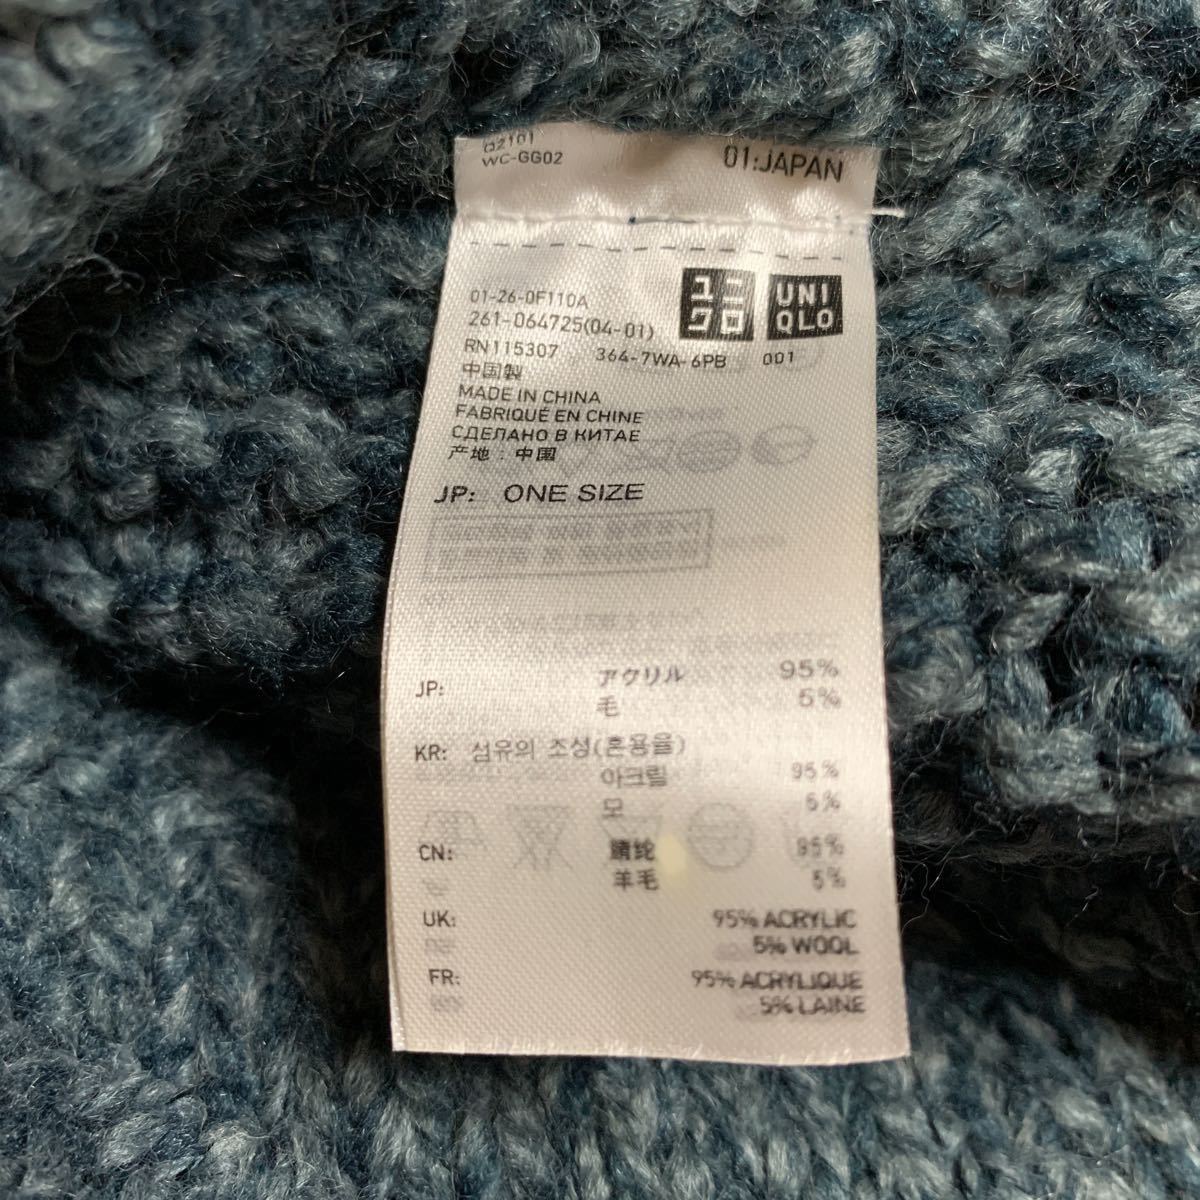 02101
WC-GG02
01:JAPAN
ユニクロ
UNIQLO
01-26-0F110A
261-064725(04-01)
RN115307 364-7WA-6PB 001
中国製
MADE IN CHINA
FABRIQUÉ EN CHINE
СДЕЛАНО В КИТАЕ
产地：中国
JP: ONE SIZE
JP: アクリル 95%
毛 5%
KR: 섬유의 조성(혼용율)
아크릴 95%
모 5%
CN: 腈纶 95%
羊毛 5%
UK: 95% ACRYLIC
5% WOOL
FR: 95% ACRYLIQUE
5% LAINE